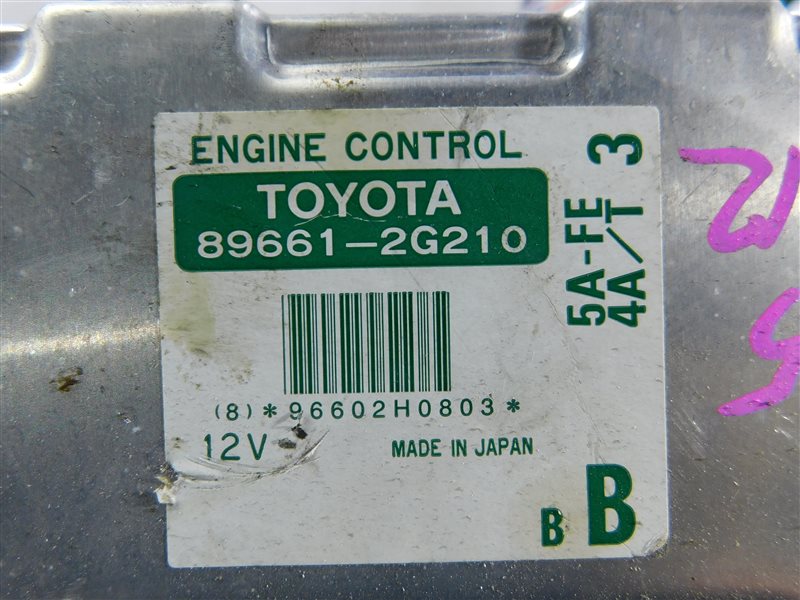 ENGINE CONTROL
TOYOTA
89661-2G210
5A-FE 3
4A/T
(8)*96602H0803*
12V
MADE IN JAPAN
B B